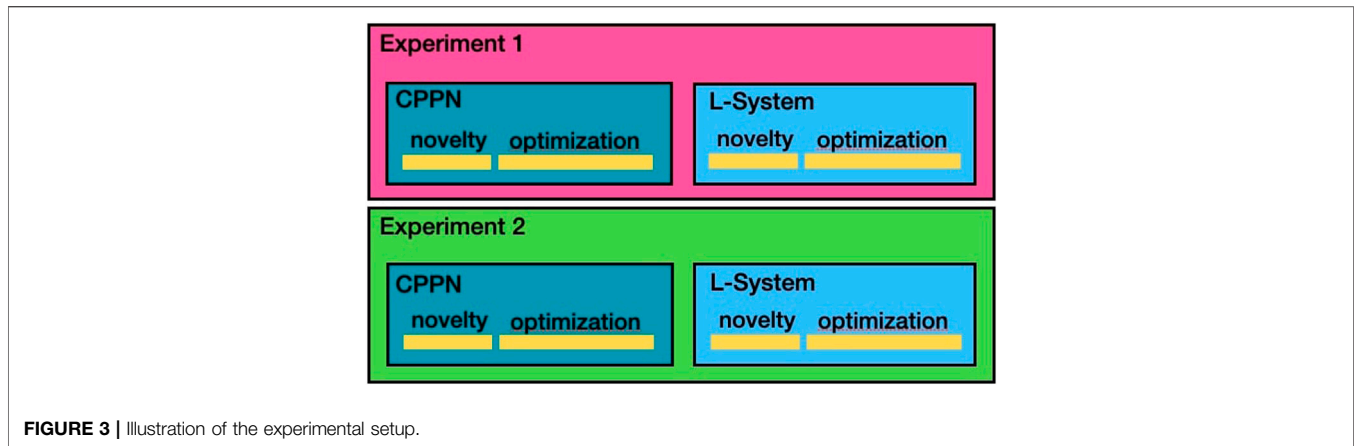 Experiment 1
CPPN
novelty optimization
L-System
novelty optimization
Experiment 2
CPPN
novelty optimization
L-System
novelty optimization
FIGURE 3 | Illustration of the experimental setup.